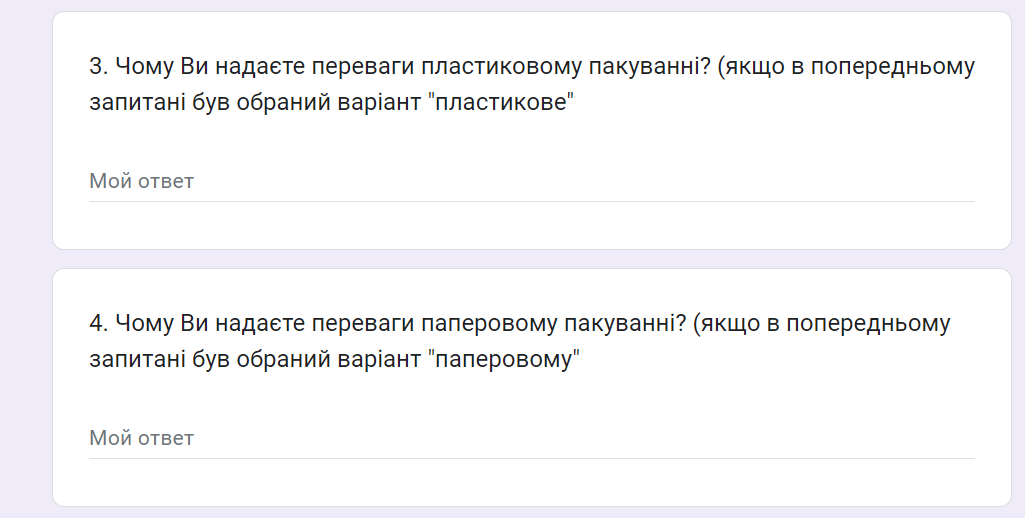 3. Чому Ви надаєте переваги пластиковому пакуванні? (якщо в попередньому
запитані був обраний варіант "пластикове"
Мой ответ
4. Чому Ви надаєте переваги паперовому пакуванні? (якщо в попередньому
запитані був обраний варіант "паперовому"
Мой ответ